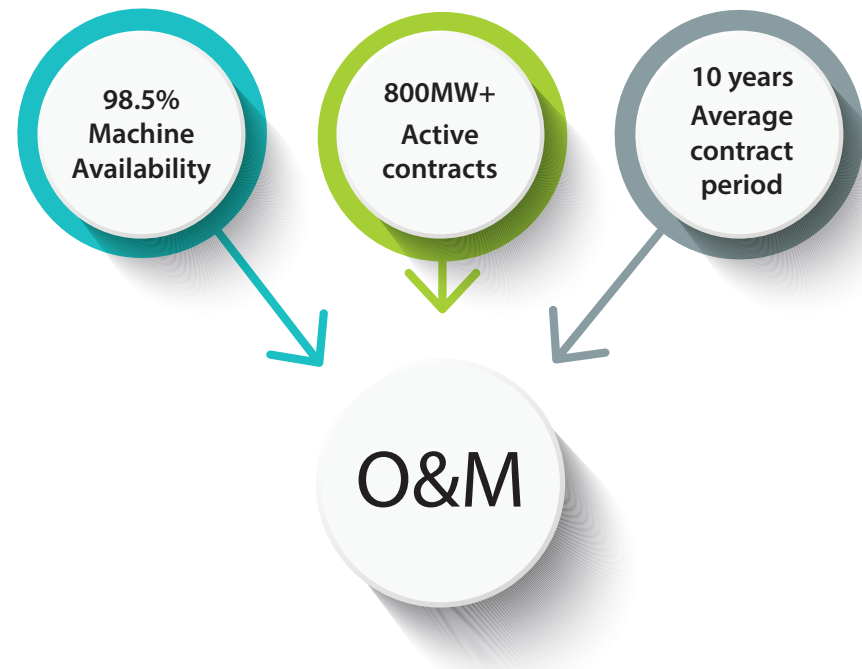 98.5%
Machine
Availability
800MW+
Active
contracts
10 years
Average
contract
period
O&M